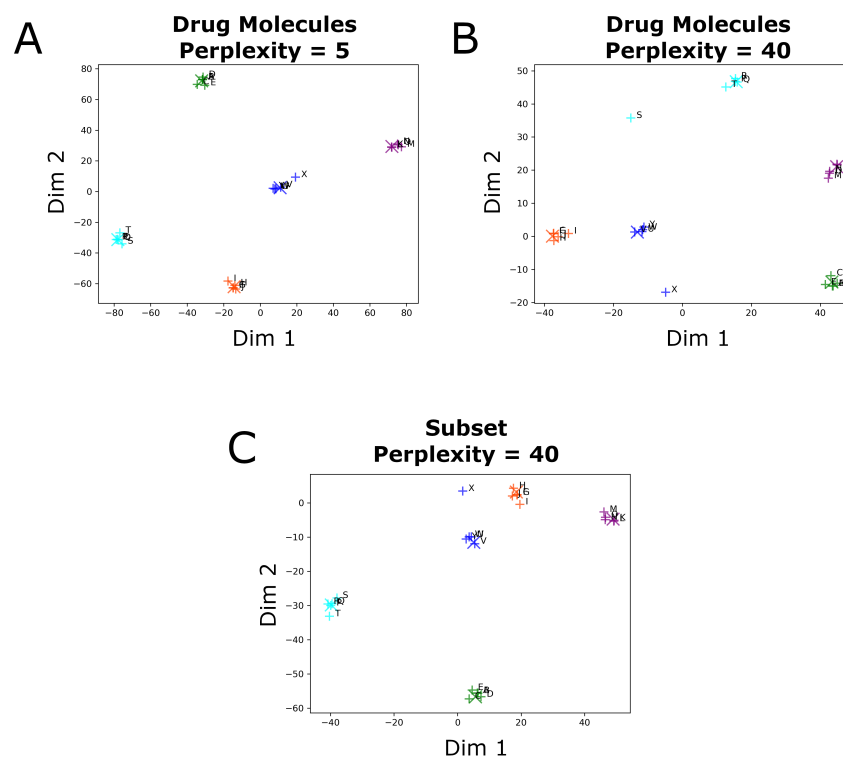 A
Drug Molecules
Perplexity = 5
Dim 2
80
60
40
20
0
−20
−40
−60
−80
−60
−40
−20
0
20
40
60
80
Dim 1
E
M
X
T
S
I
B
Drug Molecules
Perplexity = 40
Dim 2
50
40
30
20
10
0
−10
−20
−40
−20
0
20
40
Dim 1
Q
T
S
M
I
H
W
X
C
C
Subset
Perplexity = 40
Dim 2
0
−10
−20
−30
−40
−50
−60
−40
−20
0
20
40
Dim 1
X
H
G
I
M
K
V
S
Q
T
E
D